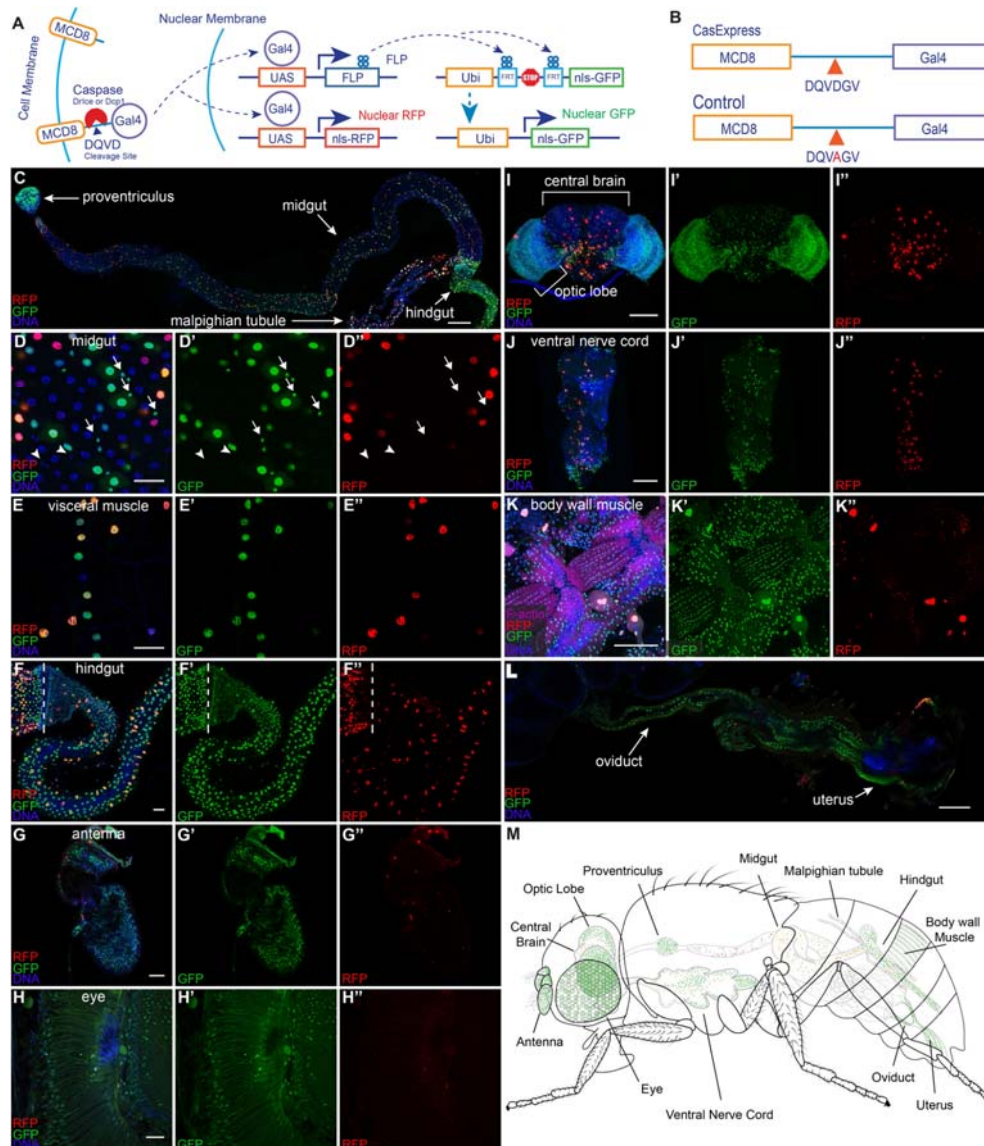 A
Cell Membrane
MCD8
Nuclear Membrane
Caspase
Drice or Dcp1
MCD8
Gal4
DQVD
Cleavage Site
Gal4
UAS
FLP
FLP
Gal4
UAS
nls-RFP
Nuclear RFP
Ubi
FRT
STOP
FRT
nls-GFP
Nuclear GFP
Ubi
nls-GFP
B
CasExpress
MCD8
Gal4
DQVDGV
Control
MCD8
Gal4
DQVAGV
C
proventriculus
midgut
malpighian tubule
hindgut
RFP
GFP
DNA
D
midgut
RFP
GFP
DNA
D'
GFP
D''
RFP
E
visceral muscle
RFP
GFP
DNA
E'
GFP
E''
RFP
F
hindgut
RFP
GFP
DNA
F'
GFP
F''
RFP
G
antenna
RFP
GFP
DNA
G'
GFP
G''
RFP
H
eye
RFP
GFP
DNA
H'
GFP
H''
RFP
I
central brain
optic lobe
RFP
GFP
DNA
I'
GFP
I''
RFP
J
ventral nerve cord
RFP
GFP
DNA
J'
GFP
J''
RFP
K
body wall muscle
F-actin
RFP
GFP
DNA
K'
GFP
K''
RFP
L
oviduct
uterus
RFP
GFP
DNA
M
Optic Lobe
Central
Brain
Antenna
Proventriculus
Midgut
Malpighian tubule
Hindgut
Body wall
Muscle
Eye
Ventral Nerve Cord
Oviduct
Uterus